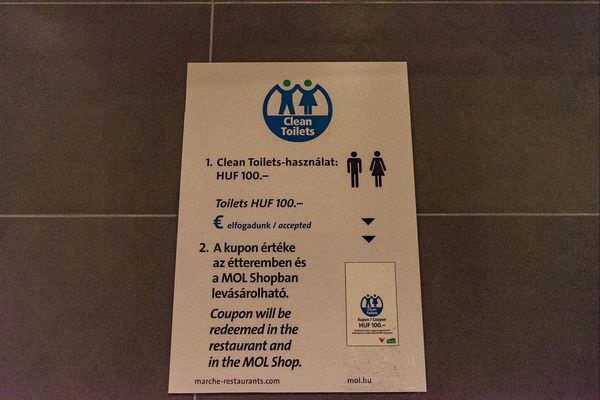 Clean
Toilets
1. Clean Toilets-használat:
HUF 100.–
Toilets HUF 100.–
€ elfogadunk / accepted
2. A kupon értéke
az étteremben és
a MOL Shopban
levásárolható.
Coupon will be
redeemed in the
restaurant and
in the MOL Shop.
Clean
Toilets
Kupon / Coupon
HUF 100.–
marche-restaurants.com mol.hu